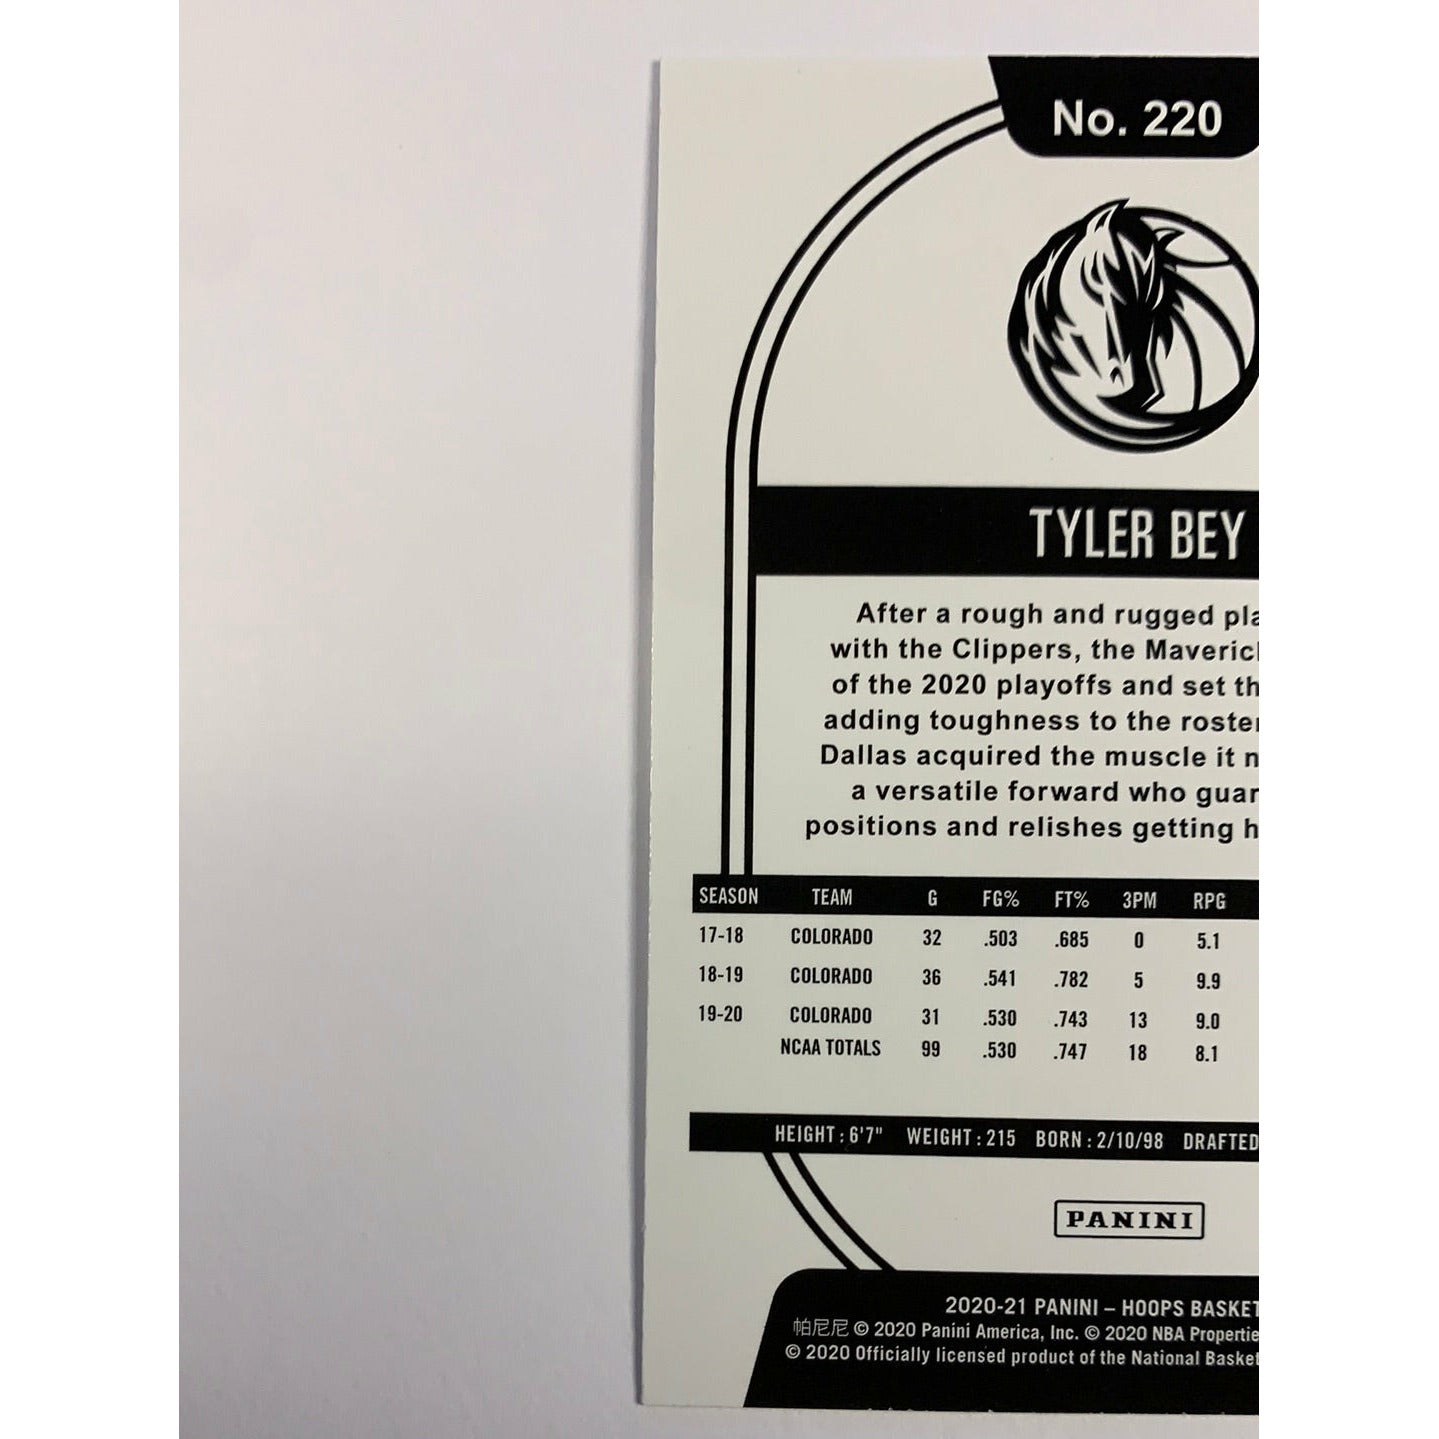 No. 220
TYLER BEY
After a rough and rugged pla
with the Clippers, the Maveric
of the 2020 playoffs and set th
adding toughness to the roster
Dallas acquired the muscle it n
a versatile forward who guar
positions and relishes getting h
SEASON TEAM G FG% FT% 3PM RPG
17-18 COLORADO 32 .503 .685 0 5.1
18-19 COLORADO 36 .541 .782 5 9.9
19-20 COLORADO 31 .530 .743 13 9.0
NCAA TOTALS 99 .530 .747 18 8.1
HEIGHT : 6'7" WEIGHT : 215 BORN : 2/10/98 DRAFTED
PANINI
2020-21 PANINI – HOOPS BASKET
帕尼尼 © 2020 Panini America, Inc. © 2020 NBA Propertie
© 2020 Officially licensed product of the National Basket